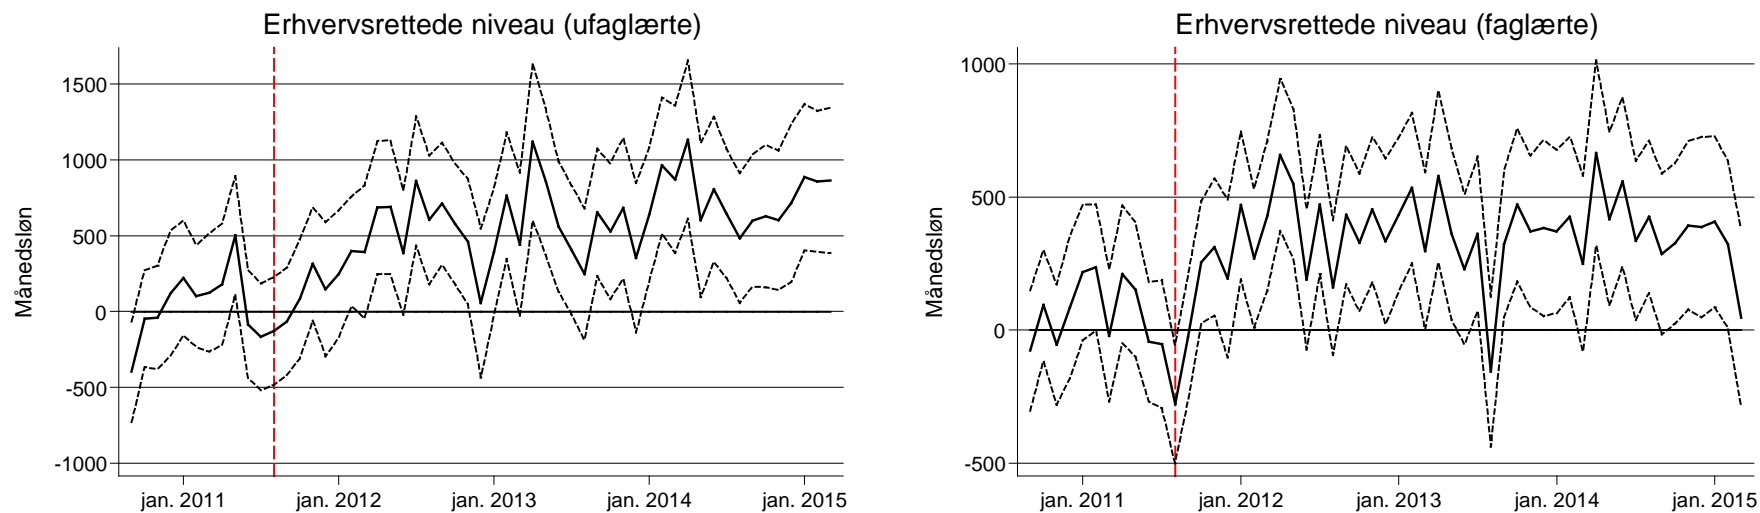 Erhvervsrettede niveau (ufaglærte)
Månedsløn
1500
1000
500
0
-500
-1000
jan. 2011
jan. 2012
jan. 2013
jan. 2014
jan. 2015
Erhvervsrettede niveau (faglærte)
Månedsløn
1000
500
0
-500
jan. 2011
jan. 2012
jan. 2013
jan. 2014
jan. 2015